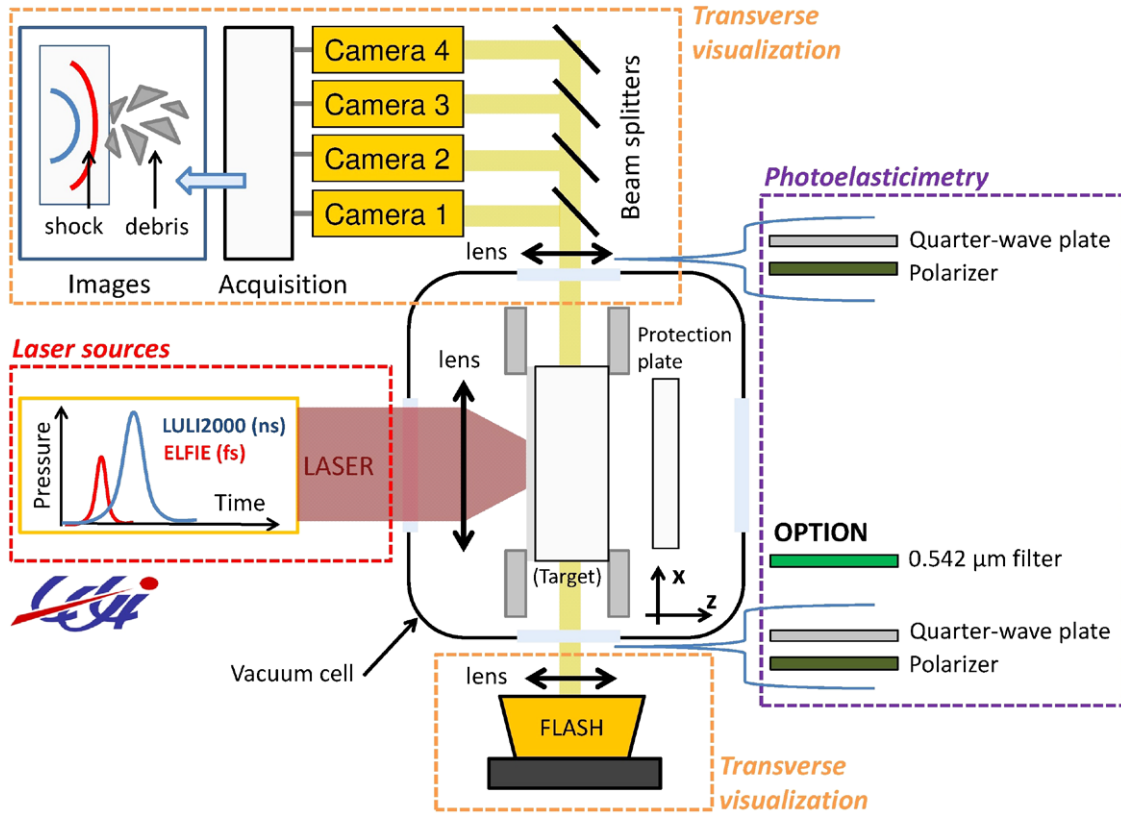 Transverse
visualization
Camera 4
Camera 3
Camera 2
Camera 1
Beam splitters
shock
debris
Images
Acquisition
lens
Photoelasticimetry
Quarter-wave plate
Polarizer
Laser sources
LULI2000 (ns)
ELFIE (fs)
Pressure
Time
LASER
lens
Protection
plate
(Target)
x
z
OPTION
0.542 µm filter
Quarter-wave plate
Polarizer
Vacuum cell
lens
FLASH
Transverse
visualization